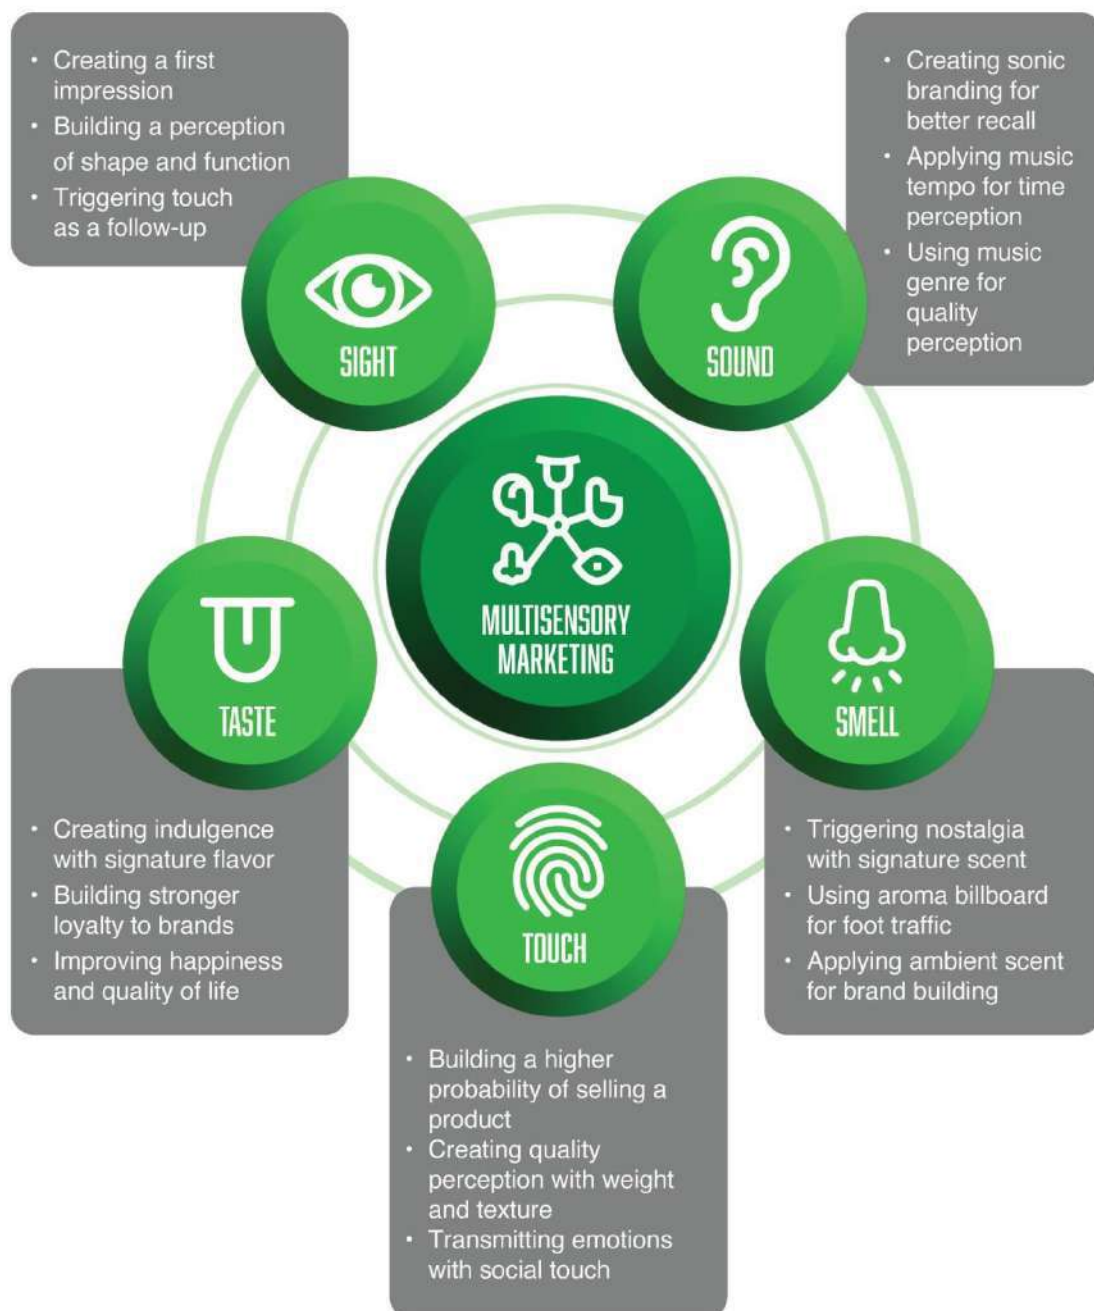 • Creating a first
impression
• Building a perception
of shape and function
• Triggering touch
as a follow-up
SIGHT
• Creating sonic
branding for
better recall
• Applying music
tempo for time
perception
• Using music
genre for
quality
perception
SOUND
MULTISENSORY
MARKETING
TASTE
• Creating indulgence
with signature flavor
• Building stronger
loyalty to brands
• Improving happiness
and quality of life
SMELL
• Triggering nostalgia
with signature scent
• Using aroma billboard
for foot traffic
• Applying ambient scent
for brand building
TOUCH
• Building a higher
probability of selling a
product
• Creating quality
perception with weight
and texture
• Transmitting emotions
with social touch